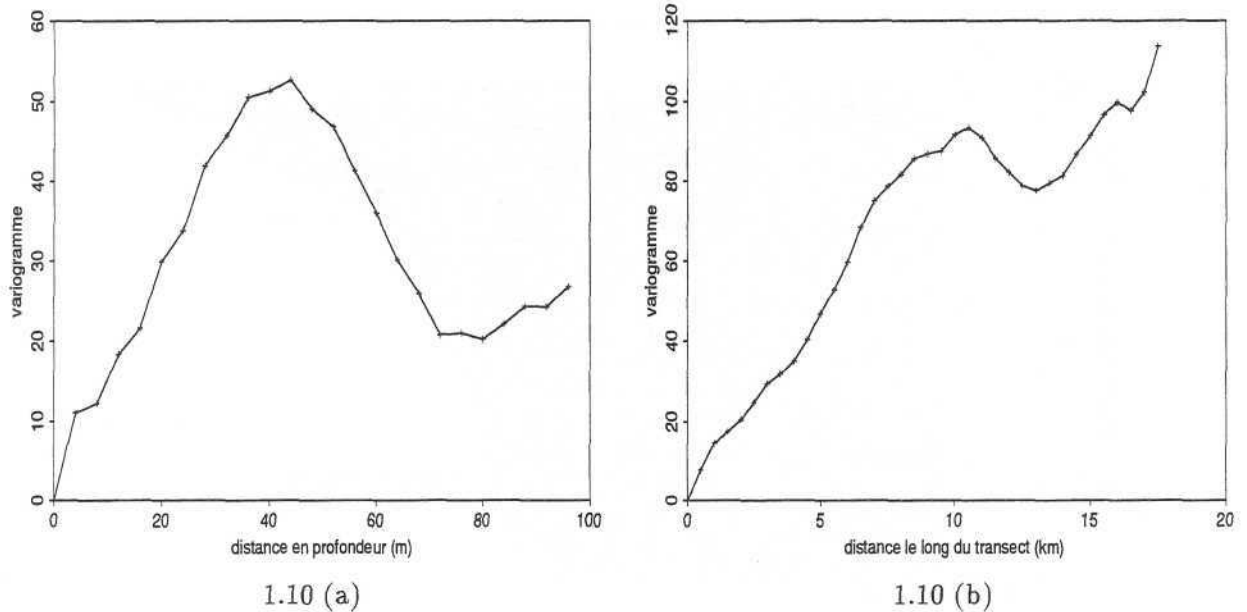 60
50
40
30
20
10
0
variogramme
0 20 40 60 80 100
distance en profondeur (m)
1.10 (a)
120
100
80
60
40
20
0
variogramme
0 5 10 15 20
distance le long du transect (km)
1.10 (b)